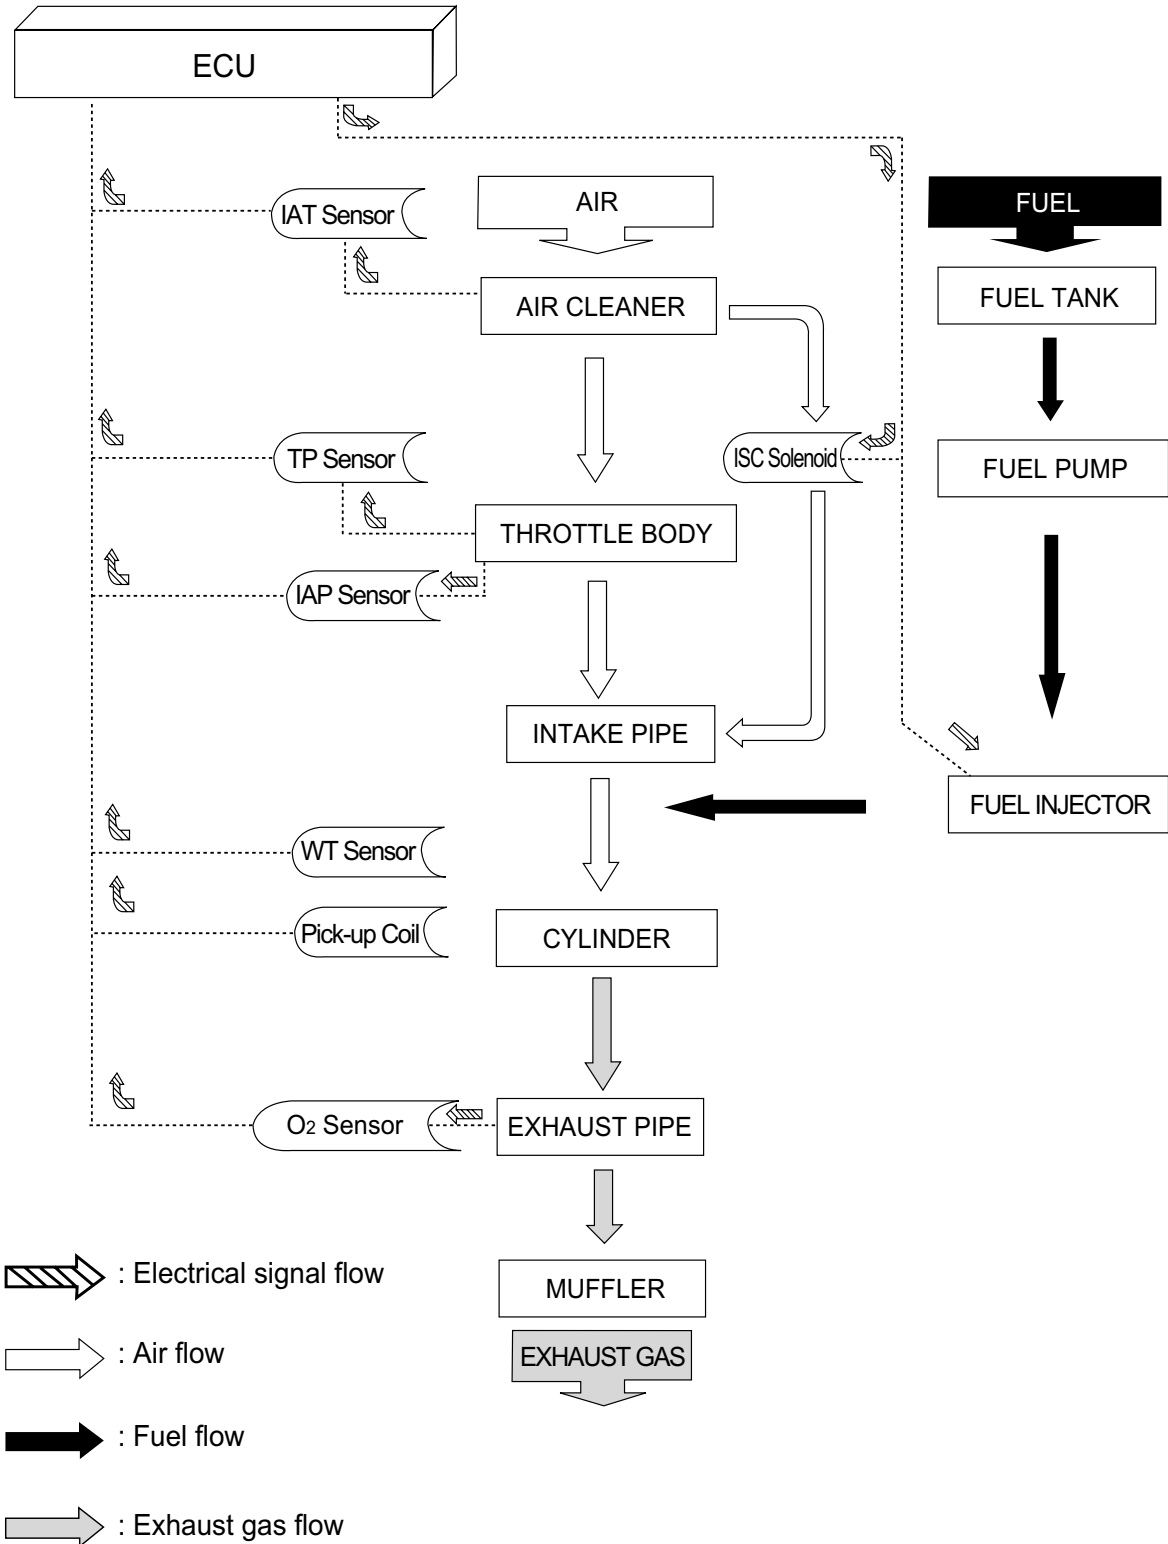 ECU
IAT Sensor
AIR
FUEL
AIR CLEANER
FUEL TANK
TP Sensor
ISC Solenoid
FUEL PUMP
THROTTLE BODY
IAP Sensor
INTAKE PIPE
FUEL INJECTOR
WT Sensor
Pick-up Coil
CYLINDER
O2 Sensor
EXHAUST PIPE
MUFFLER
EXHAUST GAS
: Electrical signal flow
: Air flow
: Fuel flow
: Exhaust gas flow